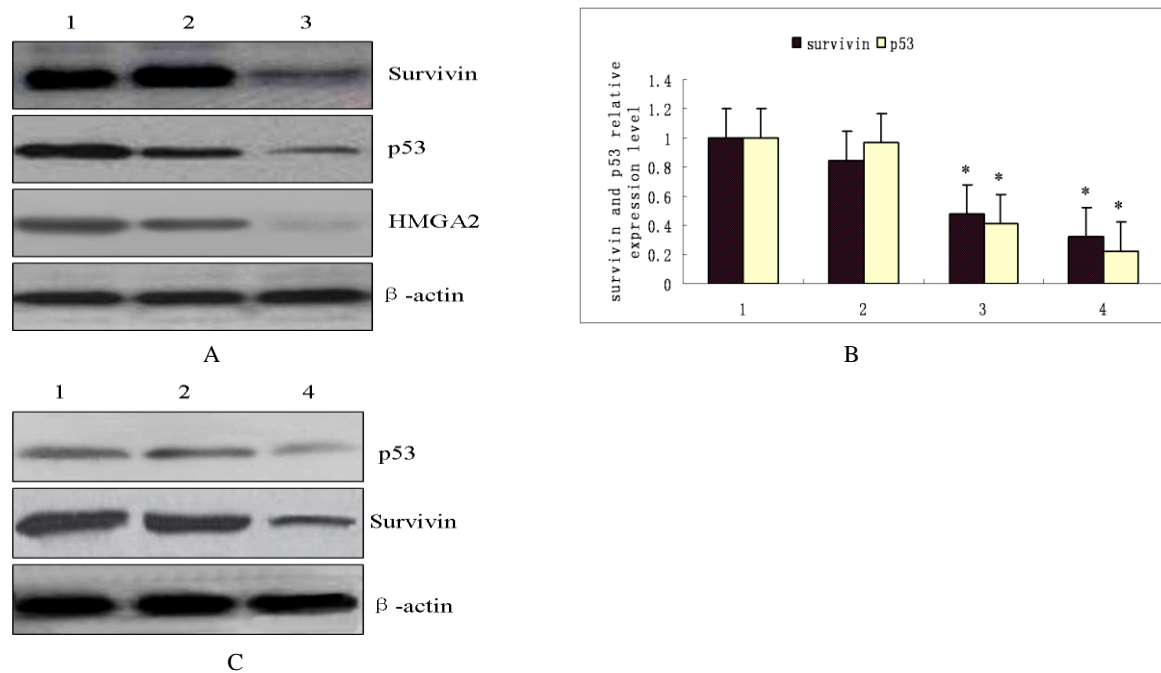 1 2 3
Survivin
p53
HMGA2
β-actin
A
survivin p53
survivin and p53 relative
expression level
1.4
1.2
1
0.8
0.6
0.4
0.2
0
* *
* *
1 2 3 4
B
1 2 4
p53
Survivin
β-actin
C